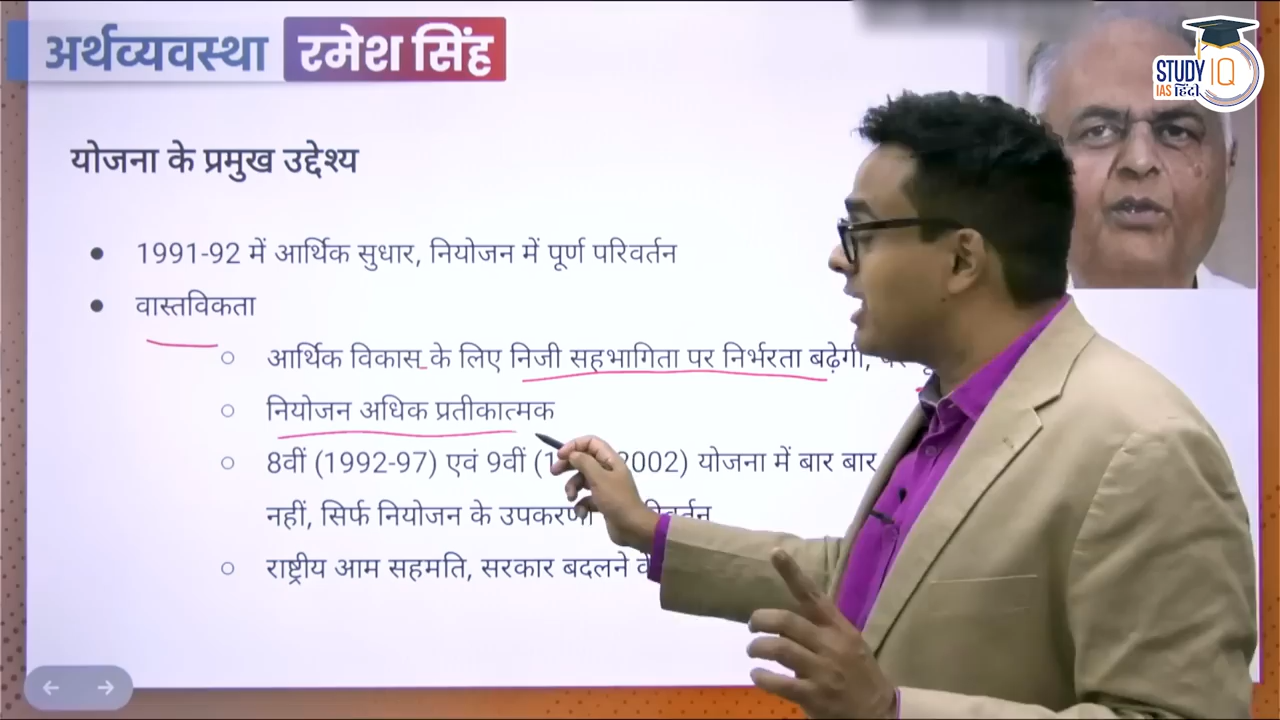 अर्थव्यवस्था रमेश सिंह
STUDY IQ
IAS हिंदी
योजना के प्रमुख उद्देश्य
1991-92 में आर्थिक सुधार, नियोजन में पूर्ण परिवर्तन
वास्तविकता
आर्थिक विकास के लिए निजी सहभागिता पर निर्भरता बढ़ेगी,
नियोजन अधिक प्रतीकात्मक
8वीं (1992-97) एवं 9वीं 2002) योजना में बार बार
नहीं, सिर्फ नियोजन के
राष्ट्रीय आम सहमति, सरकार बदलने